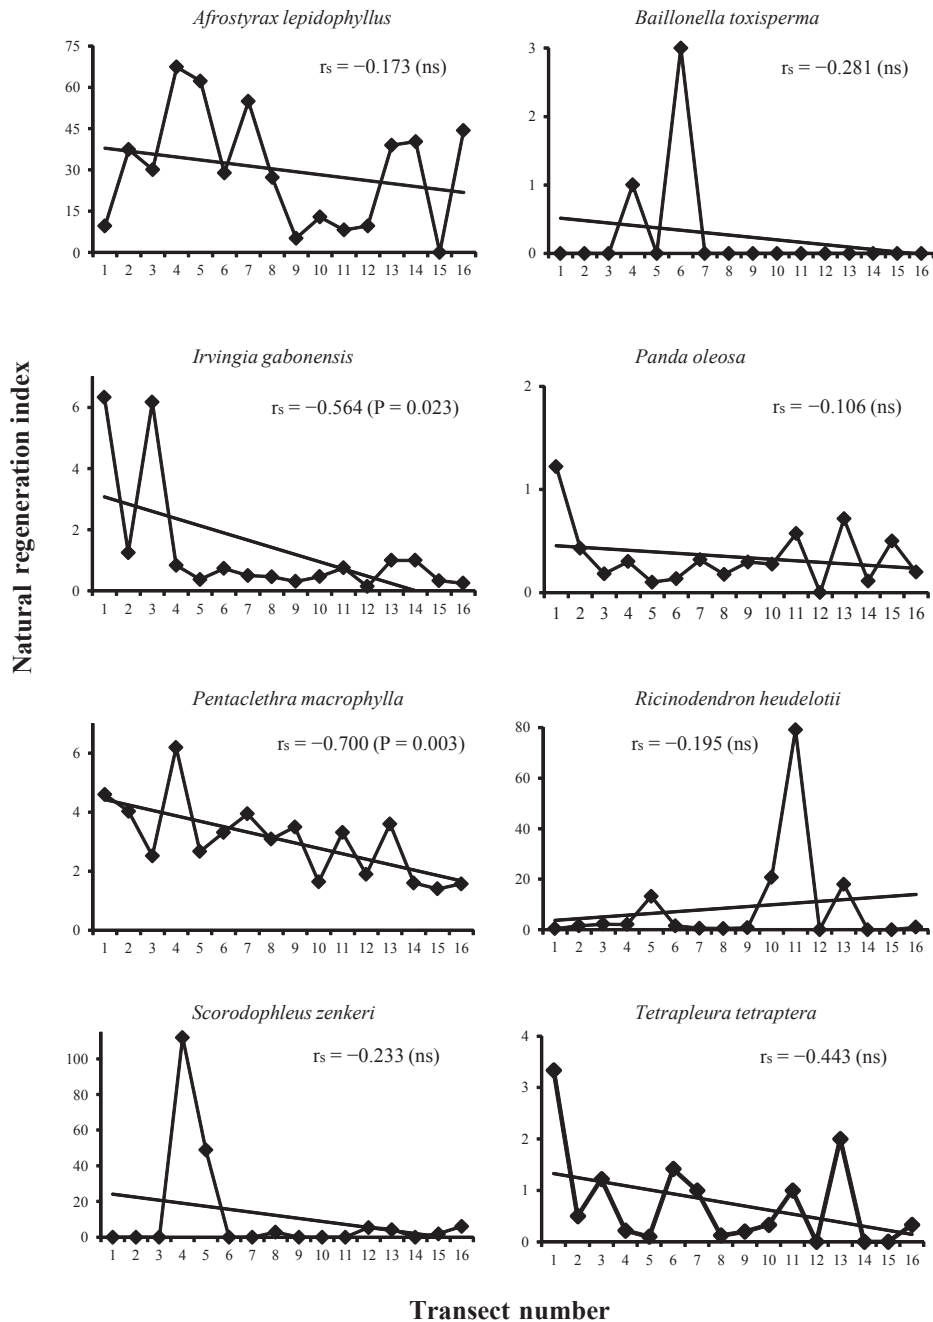 Afrostyrax lepidophyllus
rs = −0.173 (ns)
75
60
45
30
15
0
1 2 3 4 5 6 7 8 9 10 11 12 13 14 15 16
Baillonella toxisperma
rs = −0.281 (ns)
3
2
1
0
1 2 3 4 5 6 7 8 9 10 11 12 13 14 15 16
Natural regeneration index
Irvingia gabonensis
rs = −0.564 (P = 0.023)
6
4
2
0
1 2 3 4 5 6 7 8 9 10 11 12 13 14 15 16
Panda oleosa
rs = −0.106 (ns)
2
1
0
1 2 3 4 5 6 7 8 9 10 11 12 13 14 15 16
Pentaclethra macrophylla
rs = −0.700 (P = 0.003)
6
4
2
0
1 2 3 4 5 6 7 8 9 10 11 12 13 14 15 16
Ricinodendron heudelotii
rs = −0.195 (ns)
80
60
40
20
0
1 2 3 4 5 6 7 8 9 10 11 12 13 14 15 16
Scorodophleus zenkeri
rs = −0.233 (ns)
100
80
60
40
20
0
1 2 3 4 5 6 7 8 9 10 11 12 13 14 15 16
Tetrapleura tetraptera
rs = −0.443 (ns)
4
3
2
1
0
1 2 3 4 5 6 7 8 9 10 11 12 13 14 15 16
Transect number